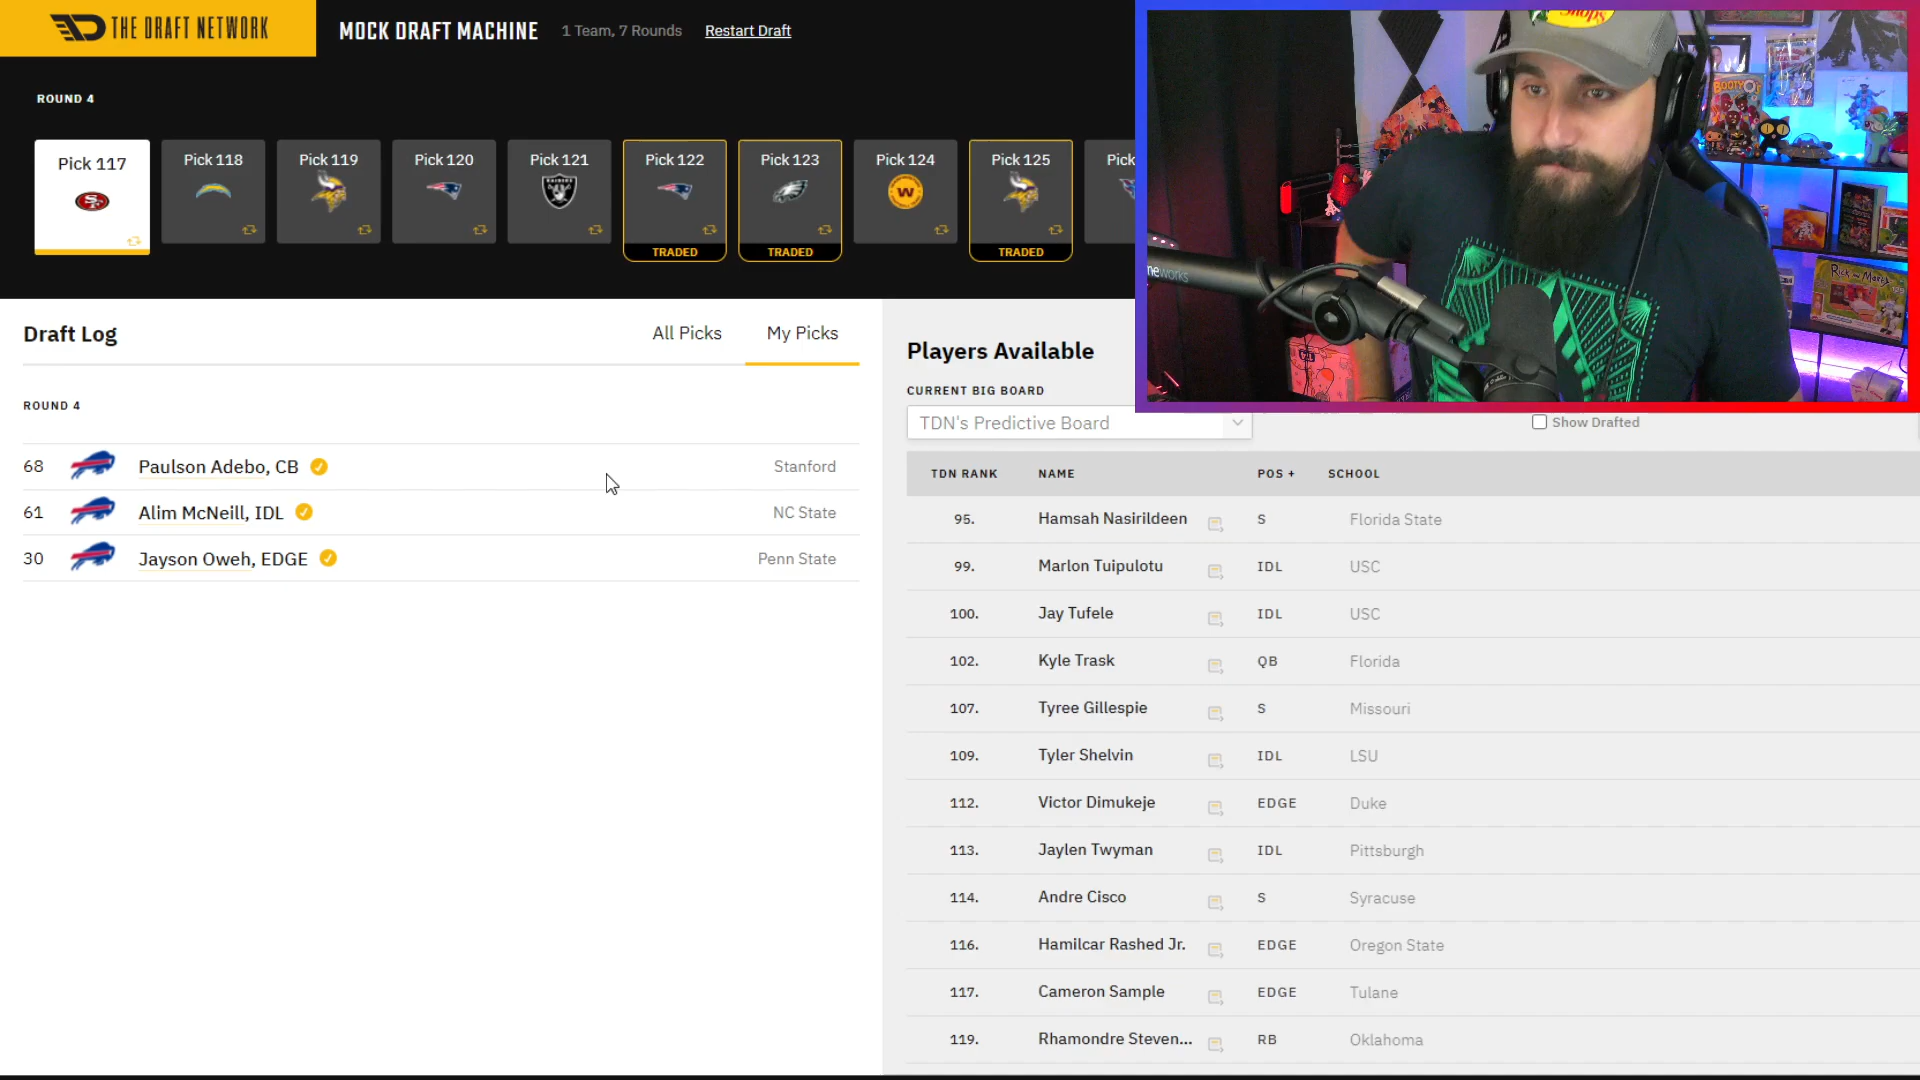 THE DRAFT NETWORK
MOCK DRAFT MACHINE
1 Team, 7 Rounds
Restart Draft
ROUND 4
Pick 117
Pick 118
Pick 119
Pick 120
Pick 121
Pick 122
TRADED
Pick 123
TRADED
Pick 124
W
Pick 125
TRADED
Pick
Draft Log
All Picks
My Picks
ROUND 4
68 Paulson Adebo, CB Stanford
61 Alim McNeill, IDL NC State
30 Jayson Oweh, EDGE Penn State
Players Available
CURRENT BIG BOARD
TDN's Predictive Board
Show Drafted
TDN RANK NAME POS + SCHOOL
95. Hamsah Nasirildeen S Florida State
99. Marlon Tuipulotu IDL USC
100. Jay Tufele IDL USC
102. Kyle Trask QB Florida
107. Tyree Gillespie S Missouri
109. Tyler Shelvin IDL LSU
112. Victor Dimukeje EDGE Duke
113. Jaylen Twyman IDL Pittsburgh
114. Andre Cisco S Syracuse
116. Hamilcar Rashed Jr. EDGE Oregon State
117. Cameron Sample EDGE Tulane
119. Rhamondre Steven... RB Oklahoma
Shops
BOOTY O's
Rick and Morty